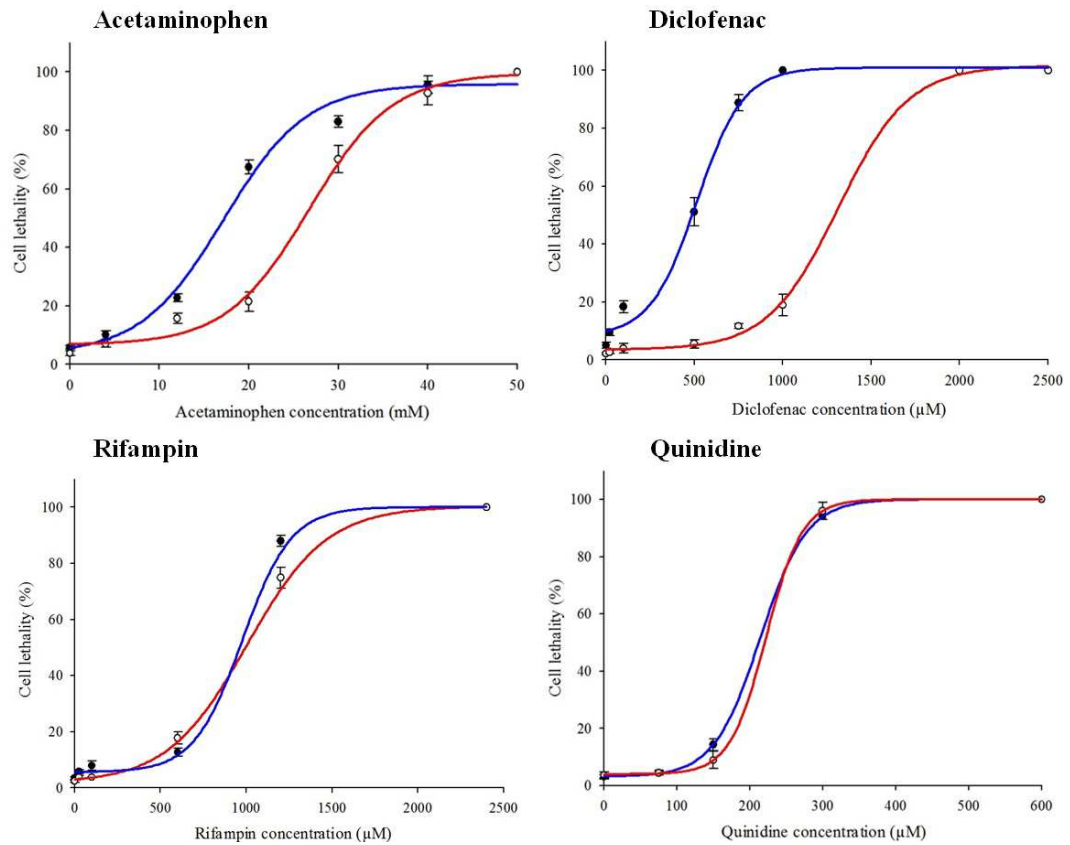 Acetaminophen
Cell lethality (%)
100
80
60
40
20
0
0 10 20 30 40 50
Acetaminophen concentration (mM)
Diclofenac
Cell lethality (%)
100
80
60
40
20
0
0 500 1000 1500 2000 2500
Diclofenac concentration (µM)
Rifampin
Cell lethality (%)
100
80
60
40
20
0
0 500 1000 1500 2000 2500
Rifampin concentration (µM)
Quinidine
Cell lethality (%)
100
80
60
40
20
0
0 100 200 300 400 500 600
Quinidine concentration (µM)